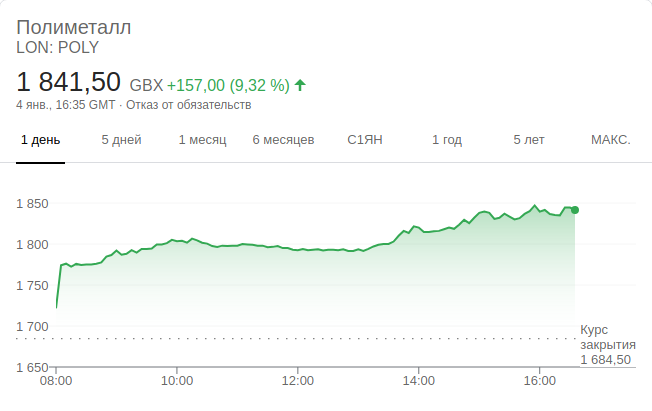 Полиметалл
LON: POLY
1 841,50 GBX +157,00 (9,32 %)
4 янв., 16:35 GMT · Отказ от обязательств
1 день 5 дней 1 месяц 6 месяцев С1ЯН 1 год 5 лет МАКС.
1 850
1 800
1 750
1 700
Курс
закрытия
1 684,50
1 650
08:00 10:00 12:00 14:00 16:00